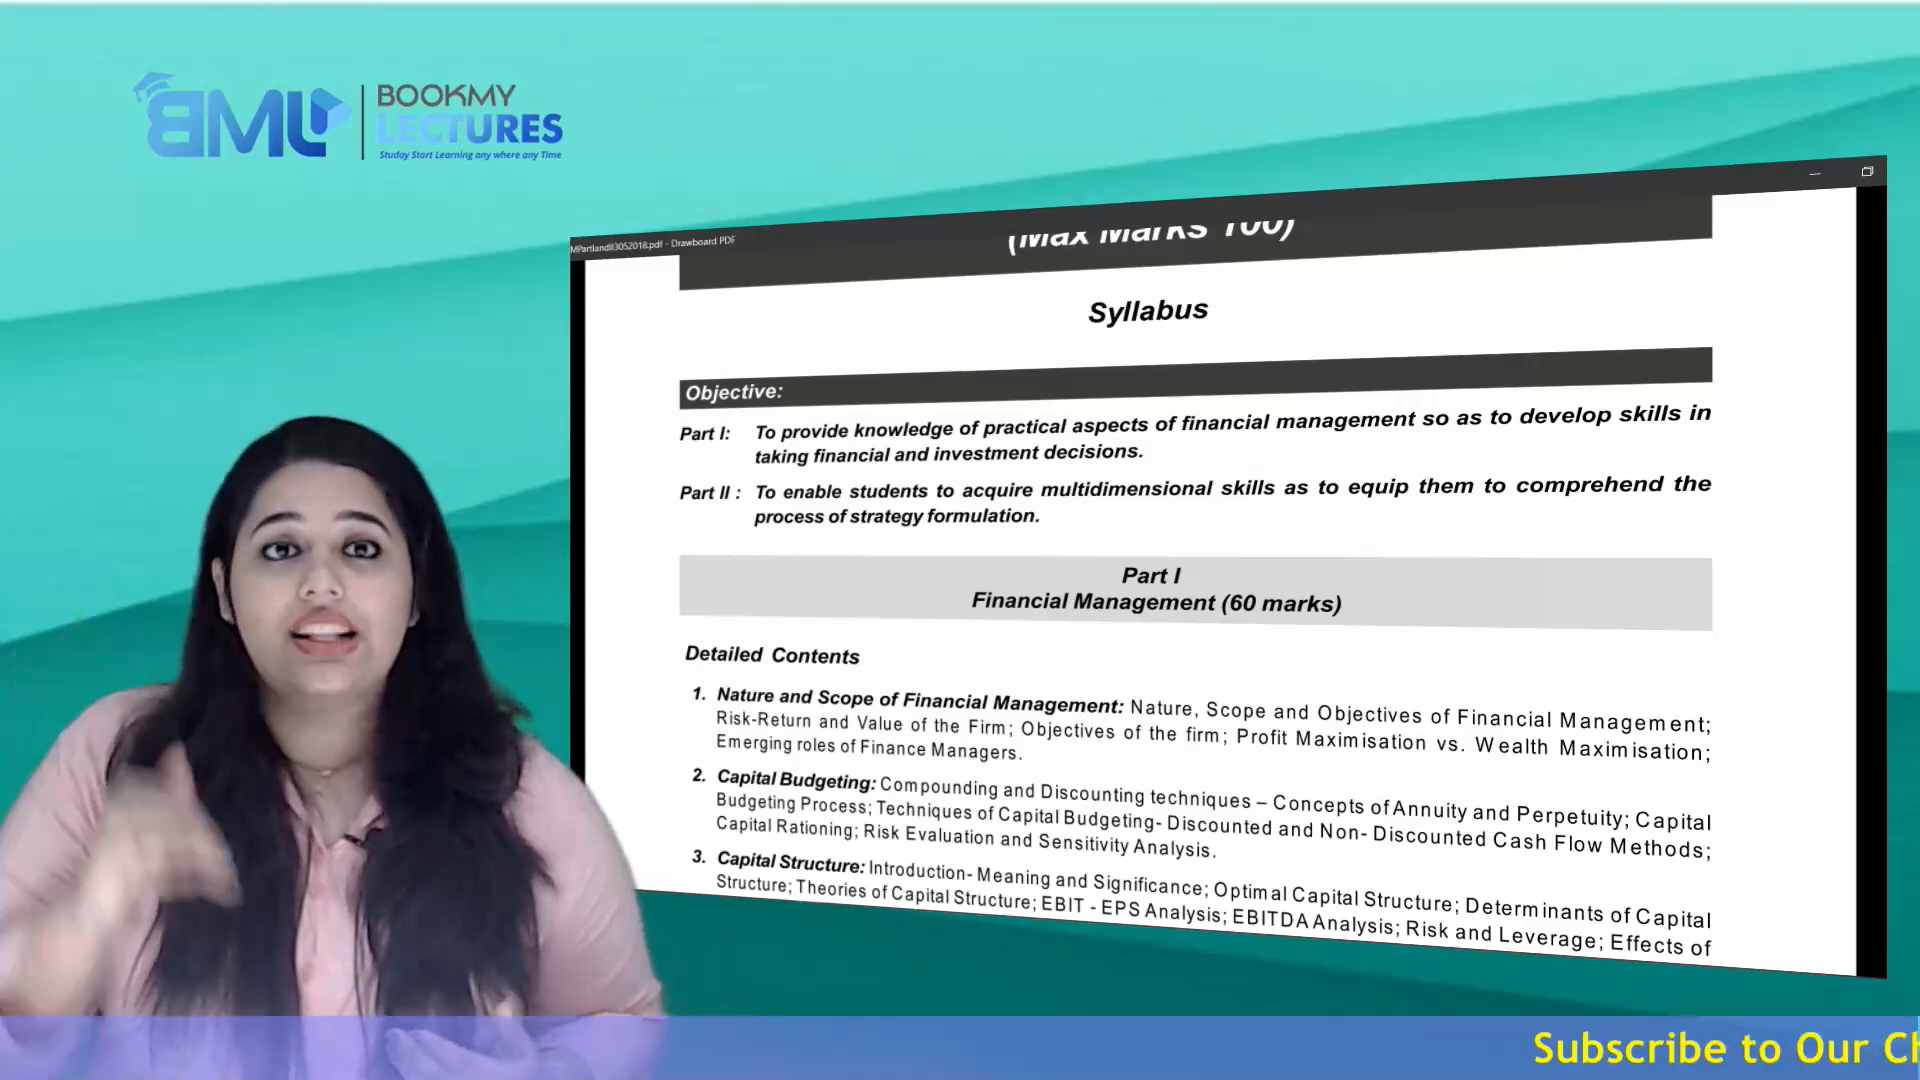 BML
BOOKMY
LECTURES
Studay Start Learning any where any Time
MPartIandII3052018.pdf - Drawboard PDF
(Max Marks 100)
Syllabus
Objective:
Part I: To provide knowledge of practical aspects of financial management so as to develop skills in
taking financial and investment decisions.
Part II : To enable students to acquire multidimensional skills as to equip them to comprehend the
process of strategy formulation.
Part I
Financial Management (60 marks)
Detailed Contents
1. Nature and Scope of Financial Management: Nature, Scope and Objectives of Financial Management;
Risk-Return and Value of the Firm; Objectives of the firm; Profit Maximisation vs. Wealth Maximisation;
Emerging roles of Finance Managers.
2. Capital Budgeting: Compounding and Discounting techniques – Concepts of Annuity and Perpetuity; Capital
Budgeting Process; Techniques of Capital Budgeting- Discounted and Non- Discounted Cash Flow Methods;
Capital Rationing; Risk Evaluation and Sensitivity Analysis.
3. Capital Structure: Introduction- Meaning and Significance; Optimal Capital Structure; Determinants of Capital
Structure; Theories of Capital Structure; EBIT - EPS Analysis; EBITDA Analysis; Risk and Leverage; Effects of
Subscribe to Our Ch